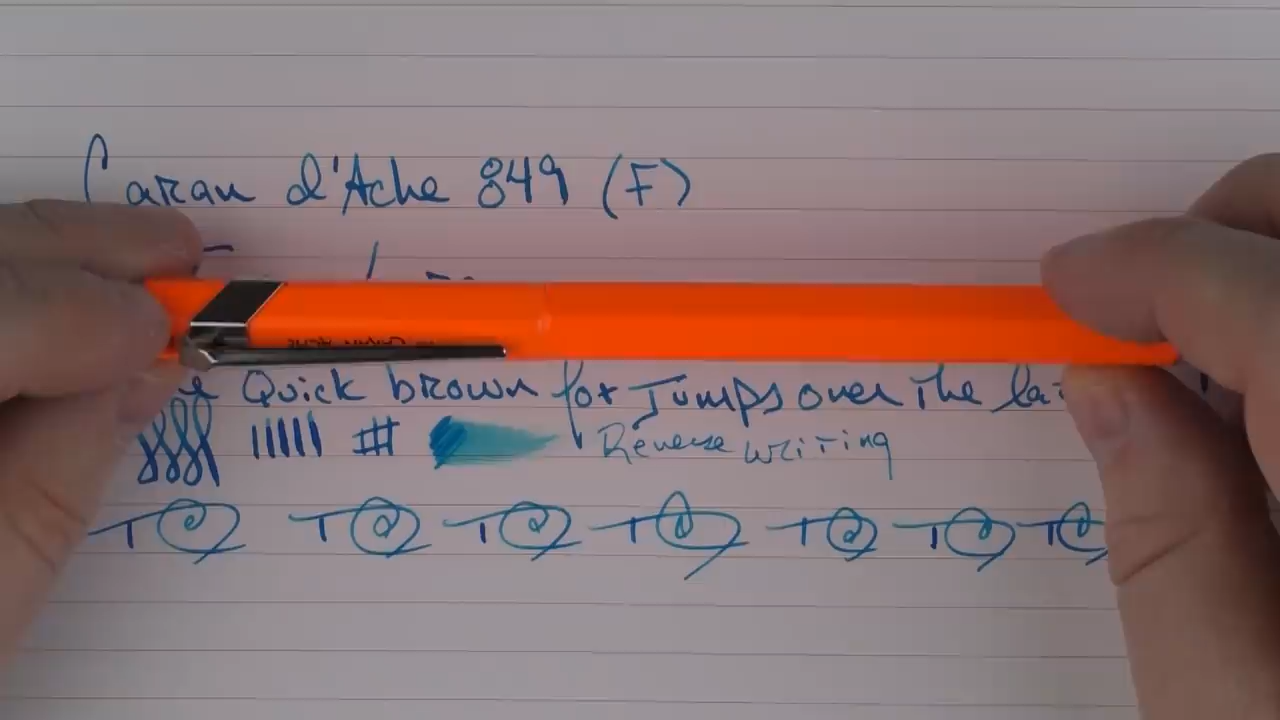 Caran d'Ache 849 (F)
Quick brown fox Jumps over The
Reverse writing